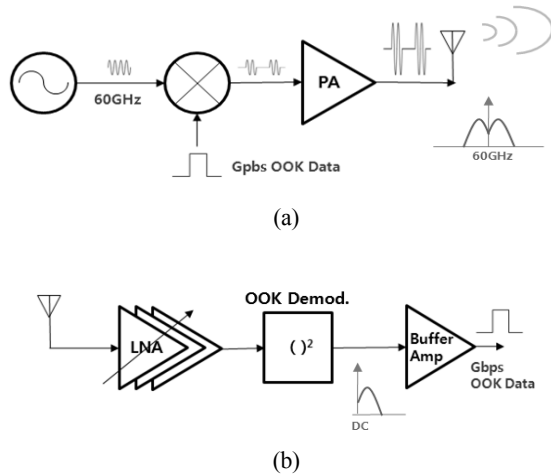 60GHz
PA
Gpbs OOK Data
60GHz
(a)
OOK Demod.
LNA
( )²
Buffer
Amp
DC
Gbps
OOK Data
(b)